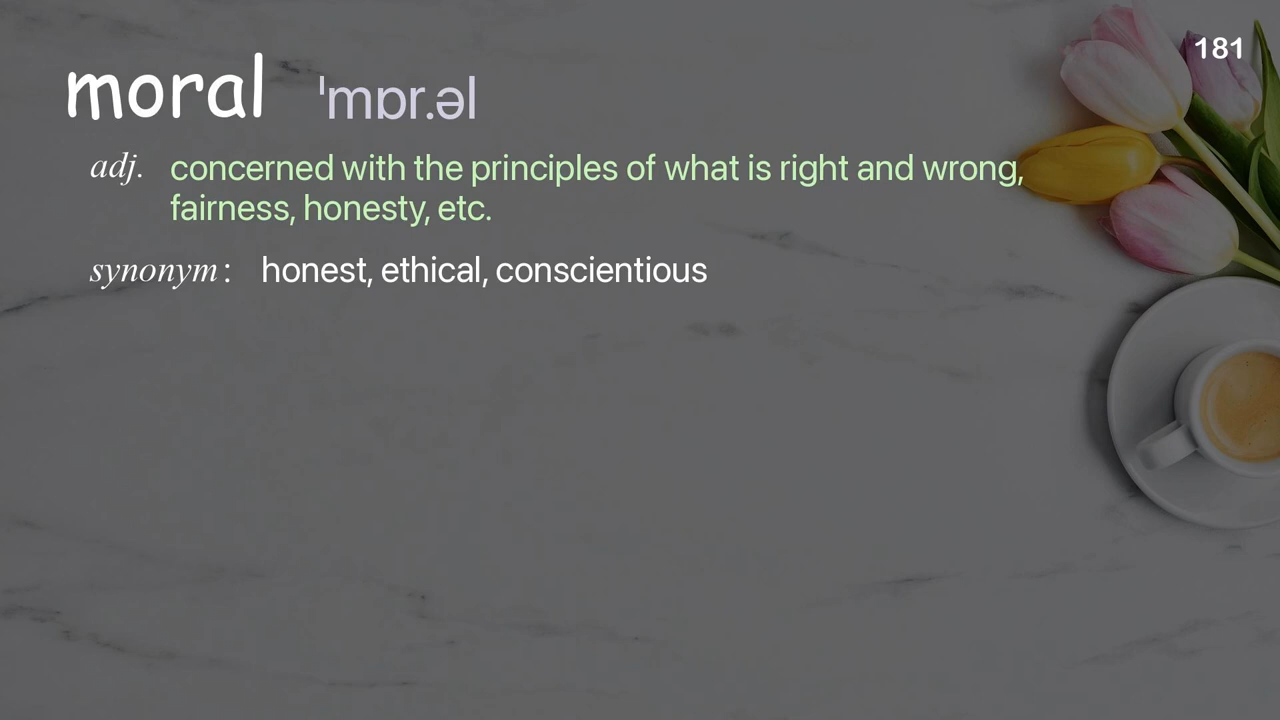 181
moral ˈmɒr.əl
adj. concerned with the principles of what is right and wrong,
fairness, honesty, etc.
synonym: honest, ethical, conscientious